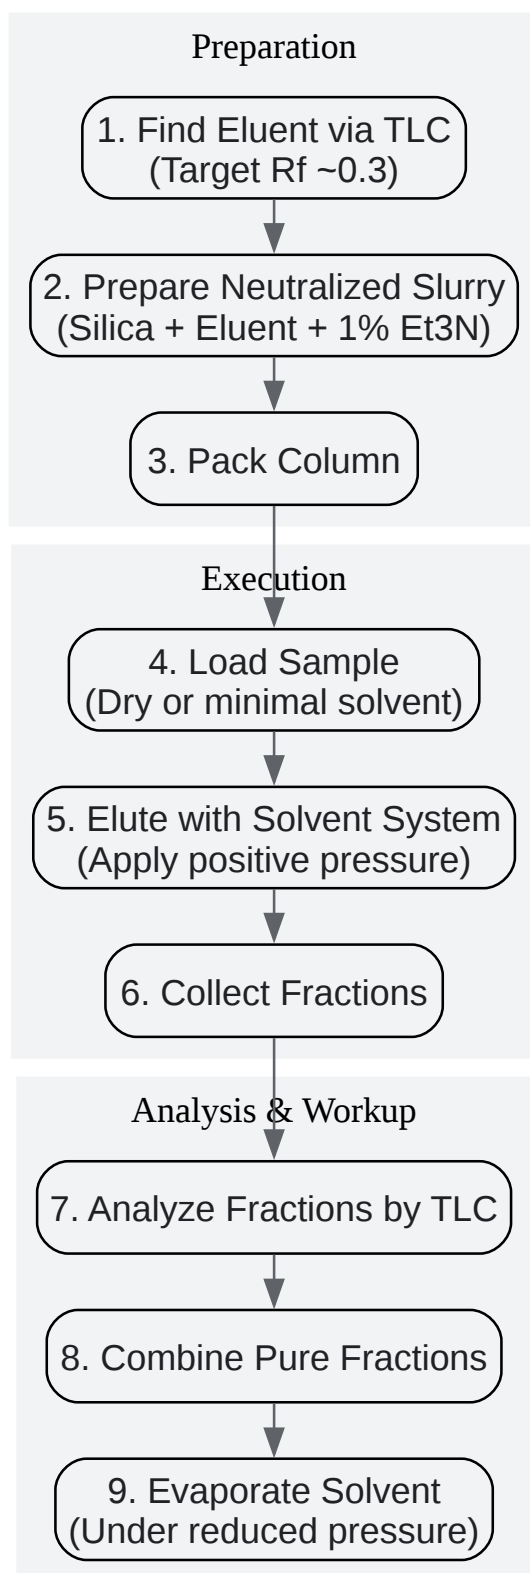 Preparation
1. Find Eluent via TLC
(Target Rf ~0.3)
2. Prepare Neutralized Slurry
(Silica + Eluent + 1% Et3N)
3. Pack Column
Execution
4. Load Sample
(Dry or minimal solvent)
5. Elute with Solvent System
(Apply positive pressure)
6. Collect Fractions
Analysis & Workup
7. Analyze Fractions by TLC
8. Combine Pure Fractions
9. Evaporate Solvent
(Under reduced pressure)